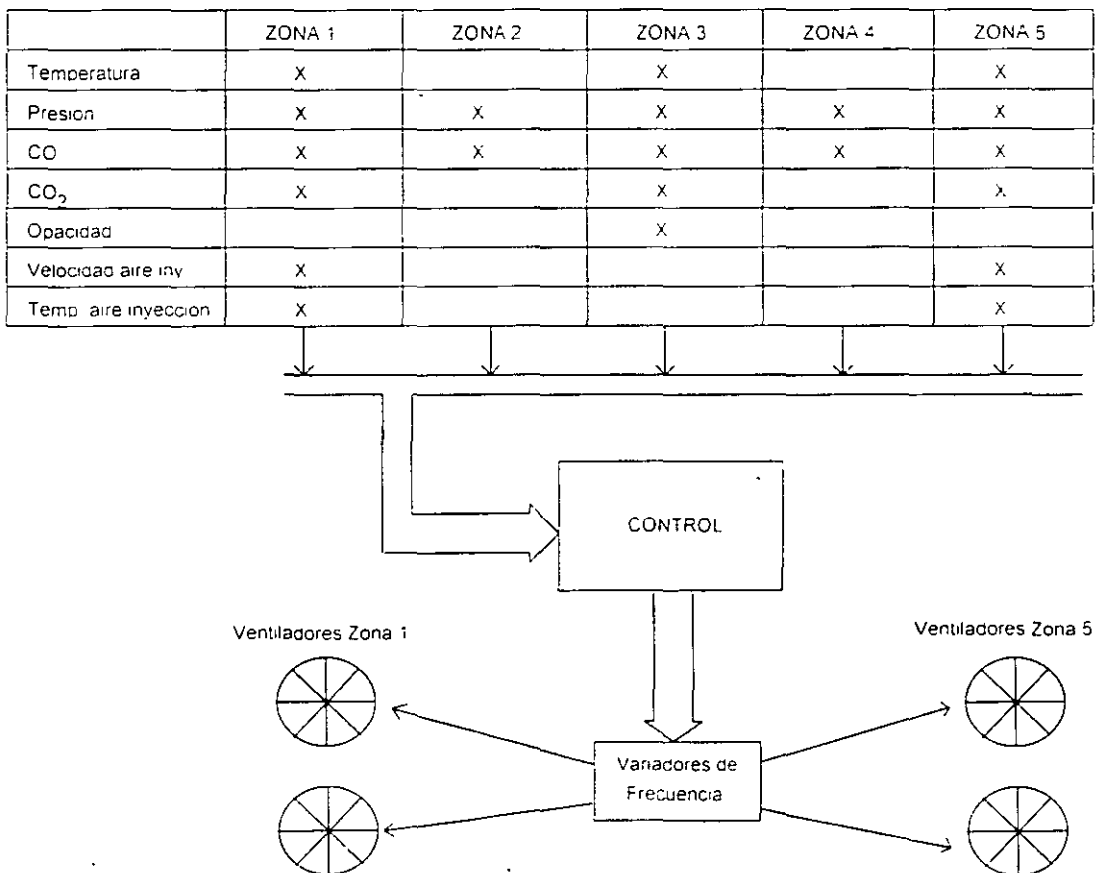 ZONA 1 ZONA 2 ZONA 3 ZONA 4 ZONA 5
Temperatura X X X
Presion X X X X X
CO X X X X X
CO₂ X X X
Opacidad X
Velocidad aire iny X X
Temp aire inyeccion X X
CONTROL
Ventiladores Zona 1
Ventiladores Zona 5
Variadores de
Frecuencia